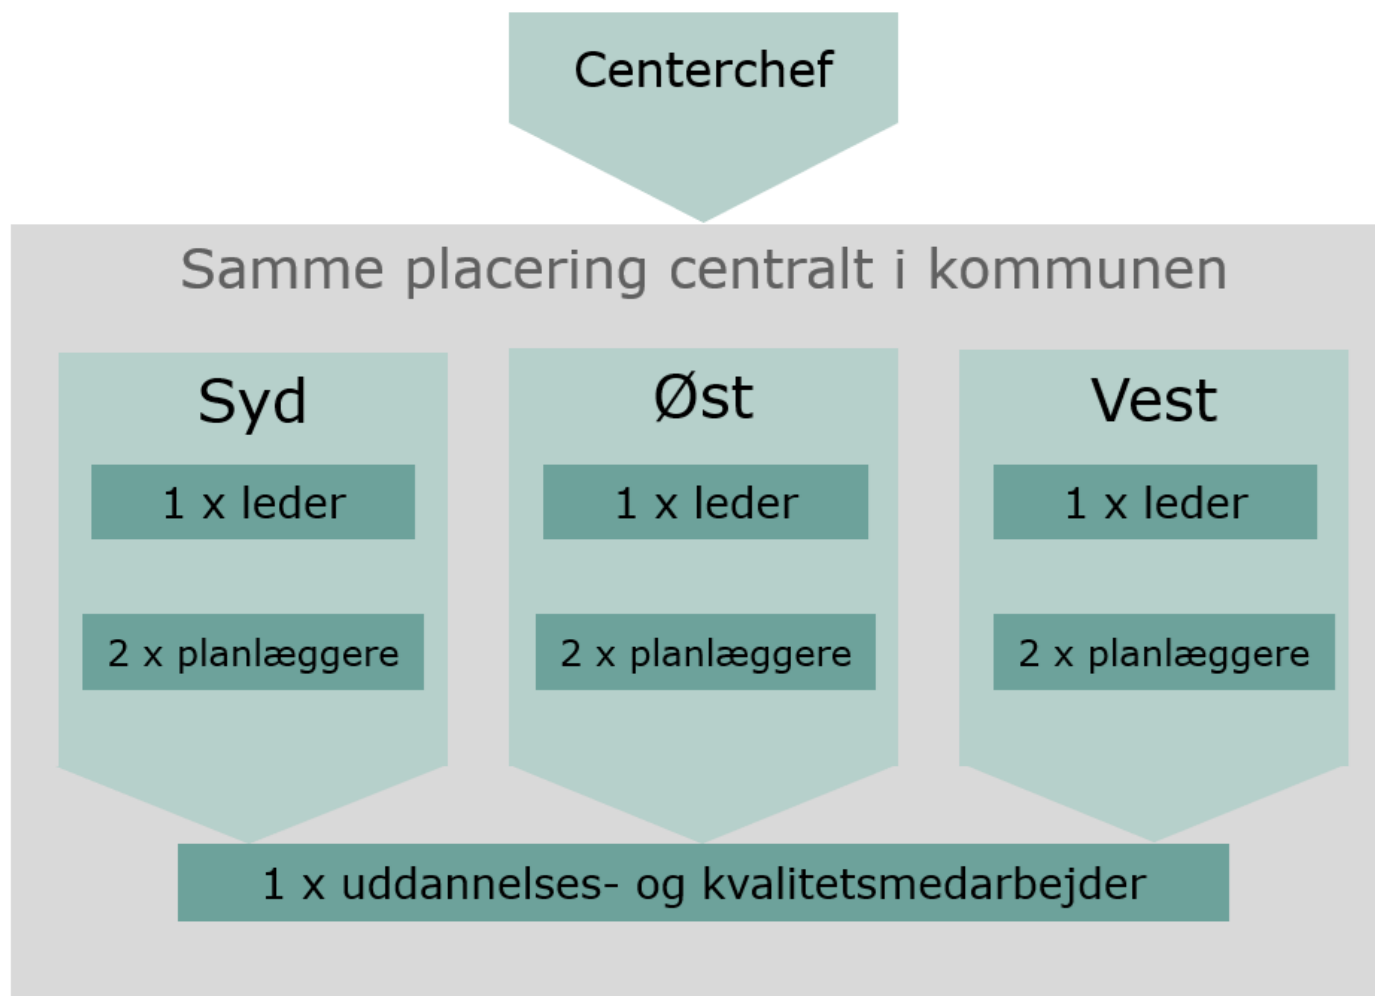 Centerchef
Samme placering centralt i kommunen
Syd
1 x leder
2 x planlæggere
Øst
1 x leder
2 x planlæggere
Vest
1 x leder
2 x planlæggere
1 x uddannelses- og kvalitetsmedarbejder